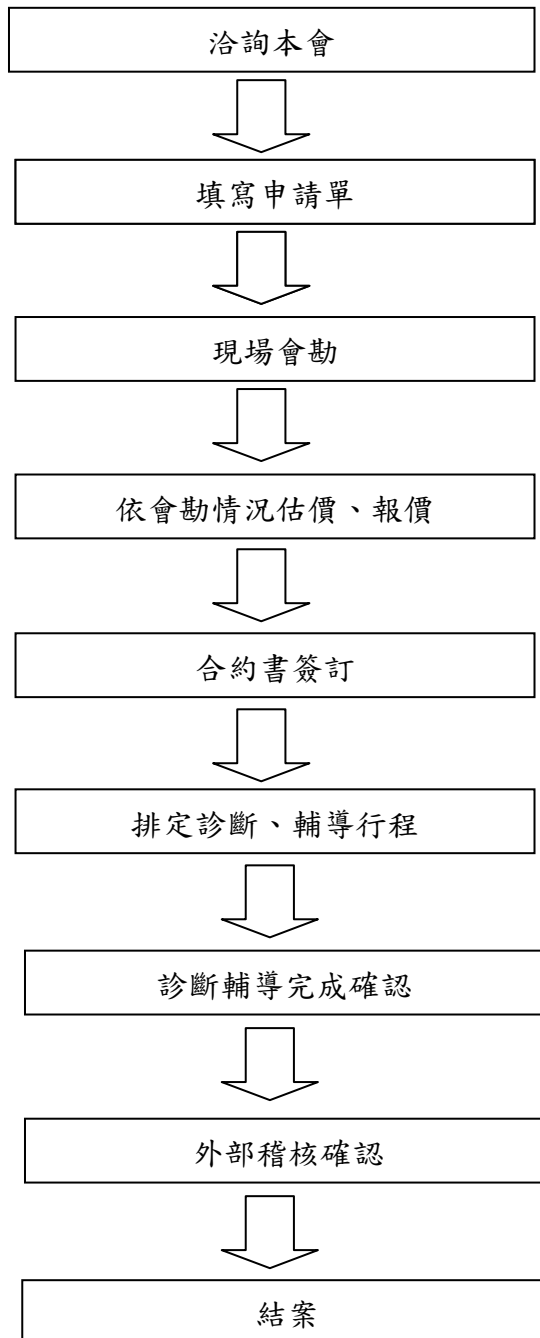 洽詢本會
填寫申請單
現場會勘
依會勘情況估價、報價
合約書簽訂
排定診斷、輔導行程
診斷輔導完成確認
外部稽核確認
結案